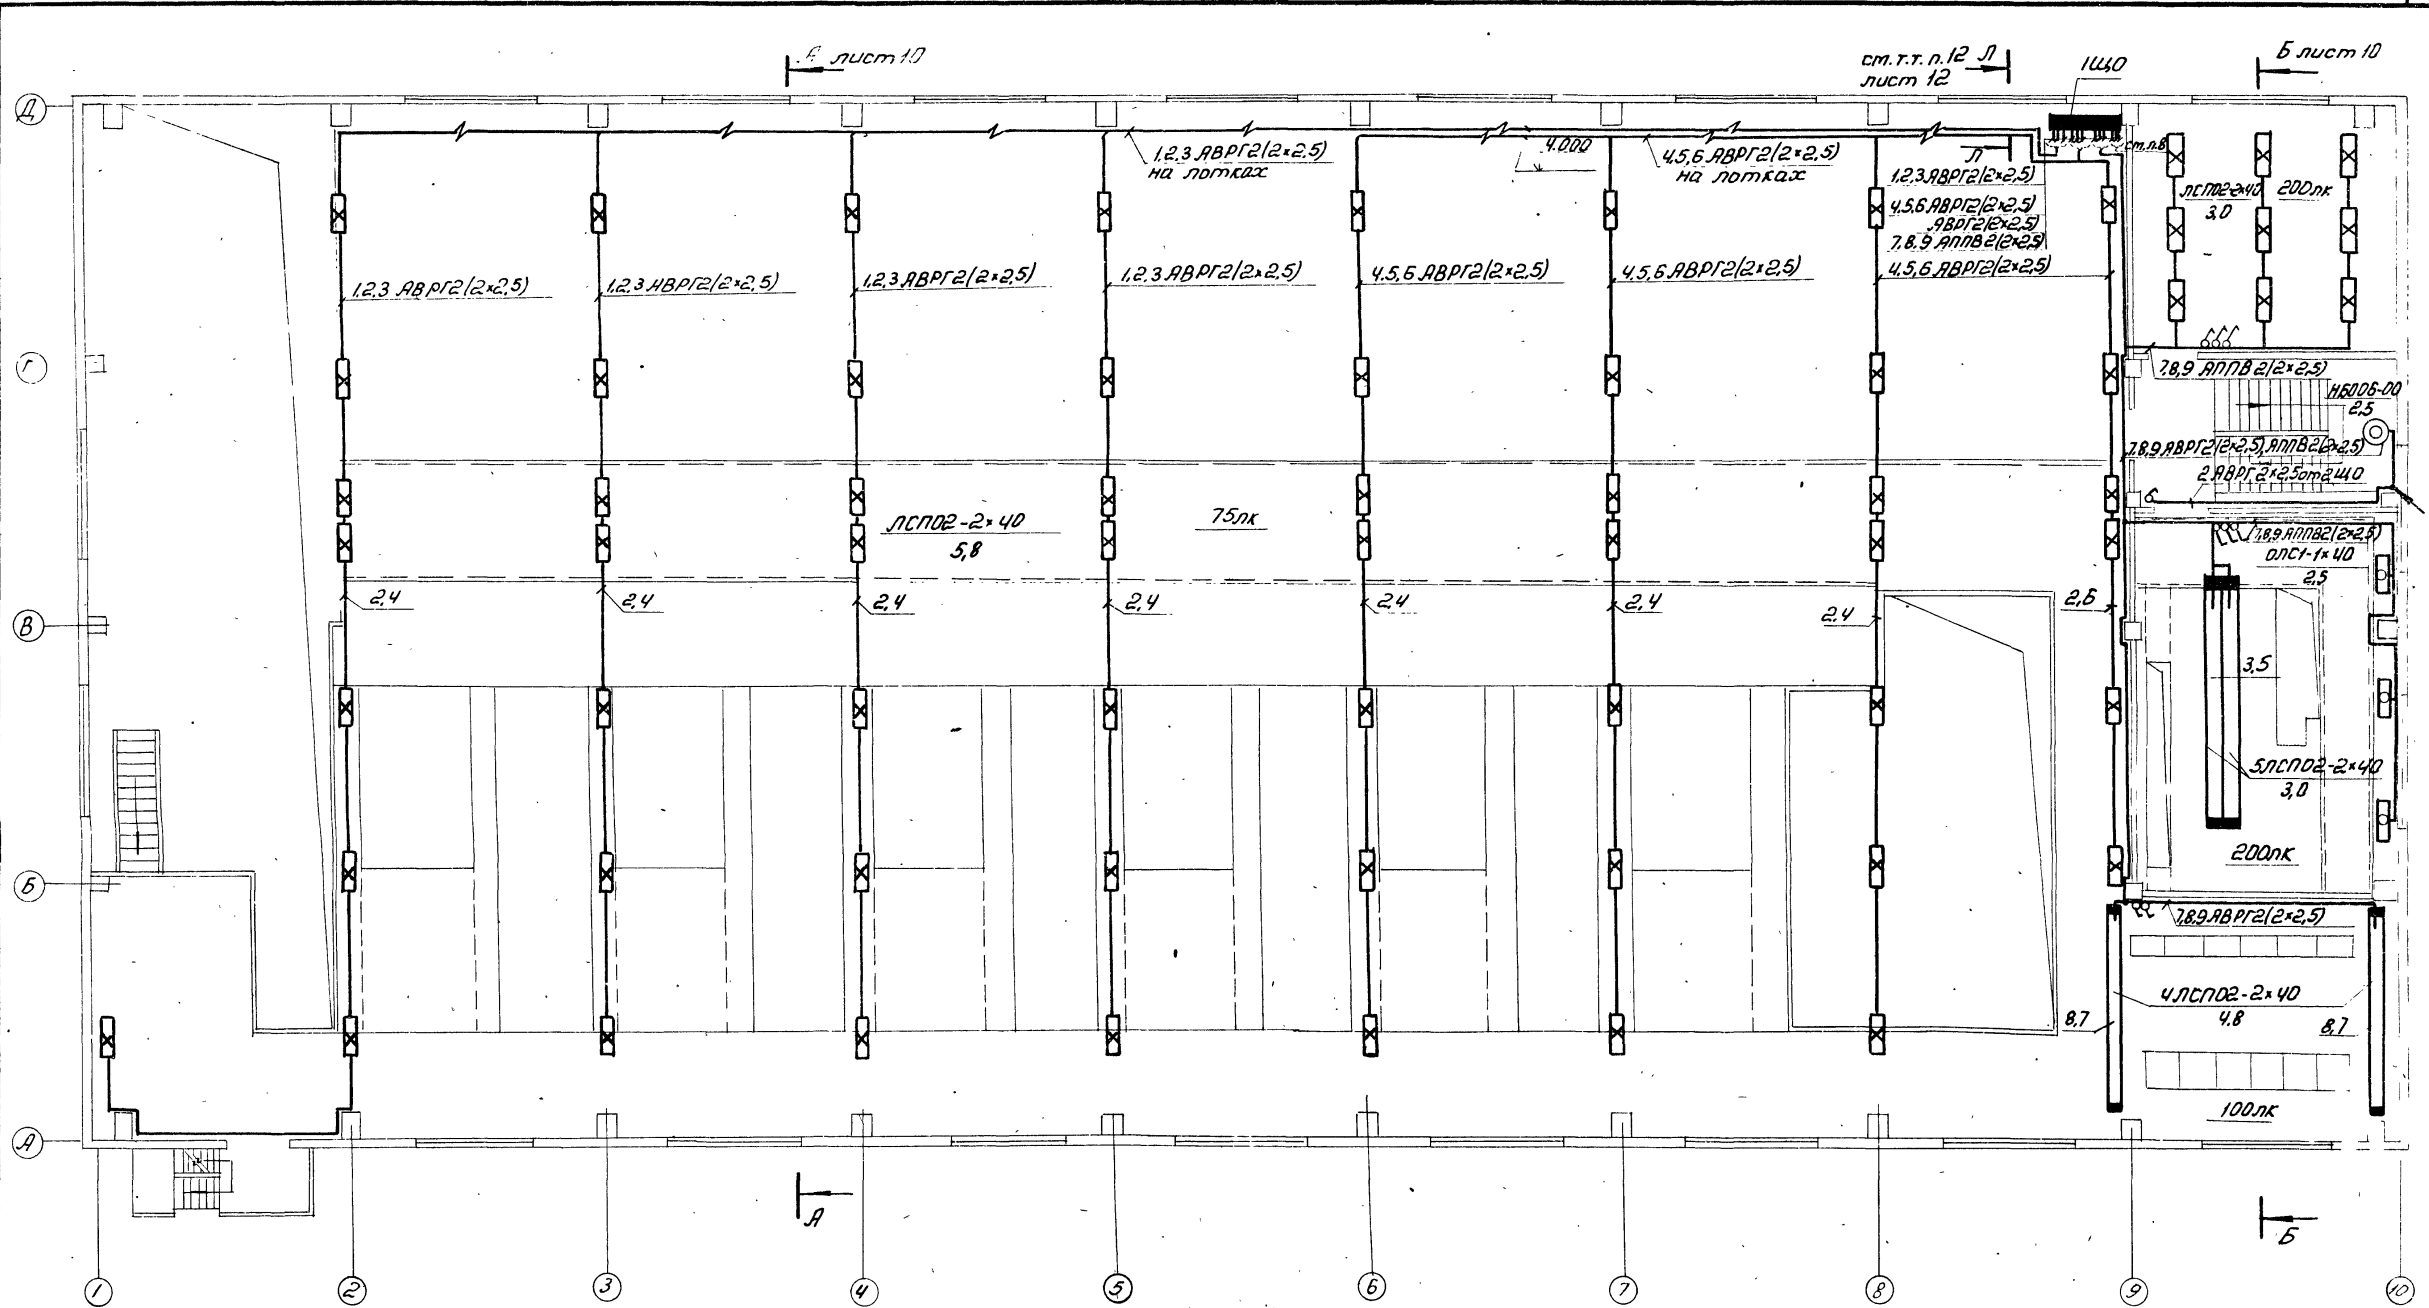 А лист 10
см. т.т. п.12 Л
лист 12
1ЩО
Б лист 10
Д
1,2,3 АВРГ2(2×2,5)
на лотках
4.000
4,5,6 АВРГ2(2×2,5)
на лотках
Л
ст.п.8
1,2,3 АВРГ2(2×2,5)
4,5,6 АВРГ2(2×2,5)
АВРГ2(2×2,5)
7,8,9 АППВ2(2×2,5)
4,5,6 АВРГ2(2×2,5)
ЛСП02-2×40
3,0
200лк
1,2,3 АВРГ2(2×2,5)
1,2,3 АВРГ2(2×2,5)
1,2,3 АВРГ2(2×2,5)
1,2,3 АВРГ2(2×2,5)
4,5,6 АВРГ2(2×2,5)
4,5,6 АВРГ2(2×2,5)
Г
7,8,9 АППВ2(2×2,5)
НБ006-00
2,5
7,8,9 АВРГ2(2×2,5), АППВ2(2×2,5)
2 АВРГ 2×2,5 от 2ЩО
ЛСП02-2×40
5,8
75лк
7,8,9 АППВ2(2×2,5)
ОЛС1-1×40
2,5
В
2,4
2,4
2,4
2,4
2,4
2,4
2,4
2,6
3,5
5ЛСП02-2×40
3,0
200лк
Б
7,8,9 АВРГ2(2×2,5)
4ЛСП02-2×40
4,8
8,7
8,7
100лк
А
А
Б
1
2
3
4
5
6
7
8
9
10